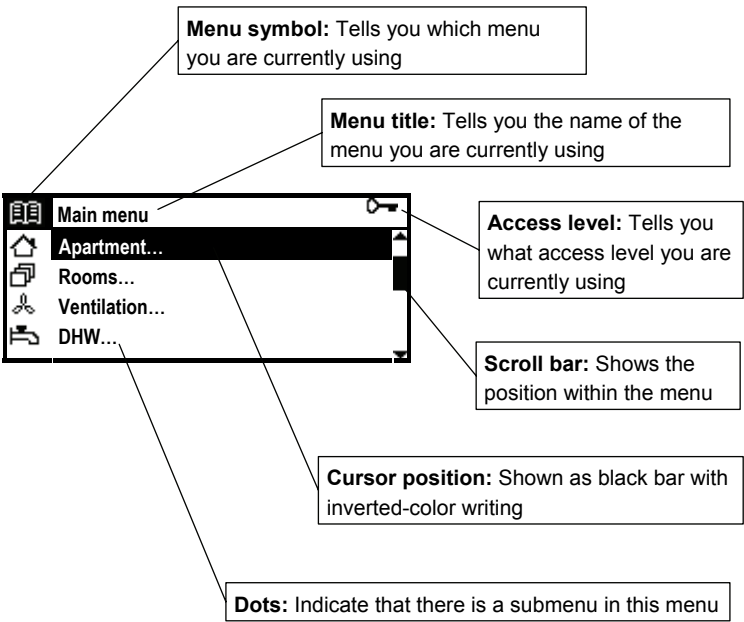 Menu symbol: Tells you which menu
you are currently using
Menu title: Tells you the name of the
menu you are currently using
Main menu
Apartment…
Rooms…
Ventilation…
DHW…
Access level: Tells you
what access level you are
currently using
Scroll bar: Shows the
position within the menu
Cursor position: Shown as black bar with
inverted-color writing
Dots: Indicate that there is a submenu in this menu